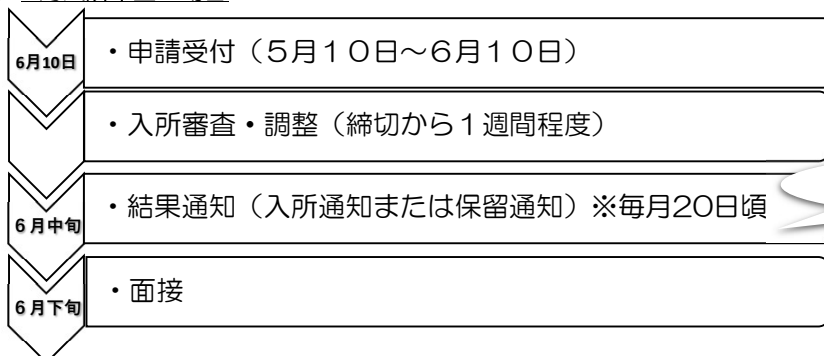 6月10日
・申請受付（５月１０日～６月１０日）
・入所審査・調整（締切から１週間程度）
６月中旬
・結果通知（入所通知または保留通知）※毎月20日頃
６月下旬
・面接